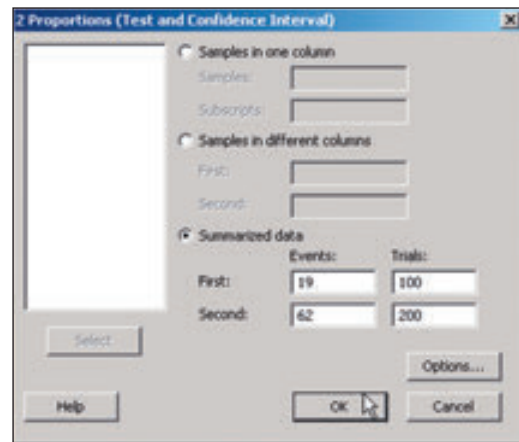 2 Proportions (Test and Confidence Interval)
Samples in one column
Samples:
Subscripts:
Samples in different columns
First:
Second:
Summarized data
Events: Trials:
First: 19 100
Second: 62 200
Select
Options...
Help OK Cancel